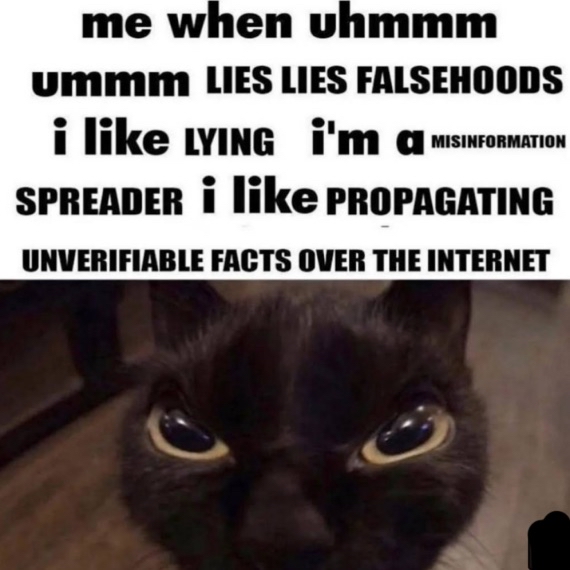 me when uhmmm
ummm LIES LIES FALSEHOODS
i like LYING i'm a MISINFORMATION
SPREADER i like PROPAGATING
UNVERIFIABLE FACTS OVER THE INTERNET